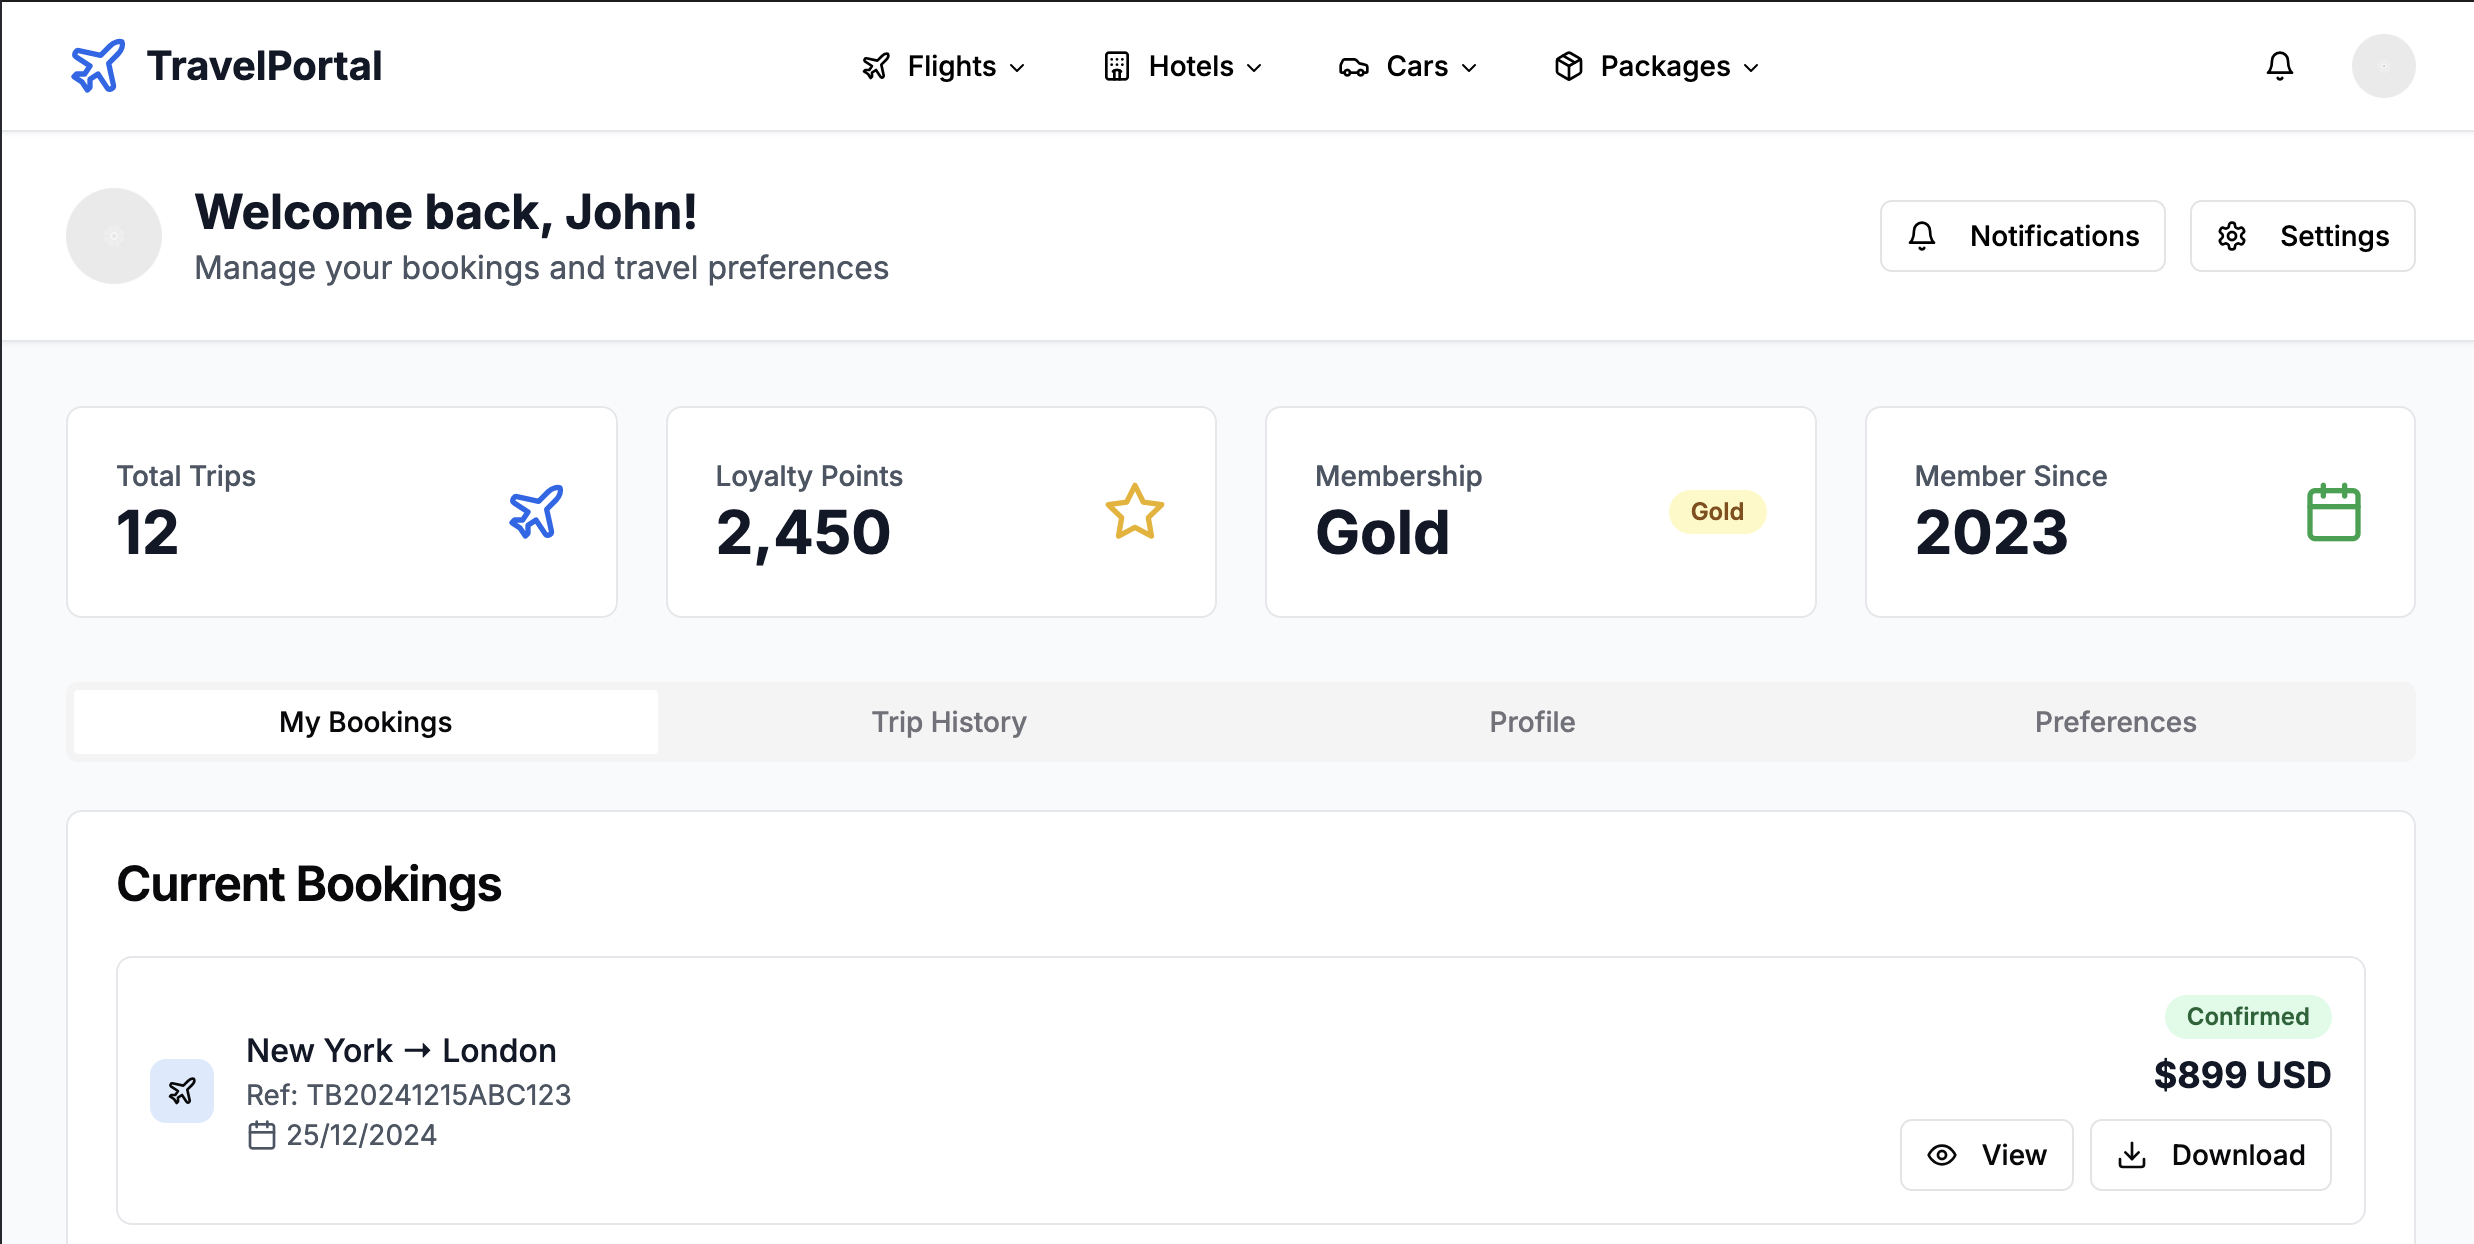 TravelPortal
Flights
Hotels
Cars
Packages
Welcome back, John!
Manage your bookings and travel preferences
Notifications
Settings
Total Trips
12
Loyalty Points
2,450
Membership
Gold
Gold
Member Since
2023
My Bookings
Trip History
Profile
Preferences
Current Bookings
New York → London
Ref: TB20241215ABC123
25/12/2024
Confirmed
$899 USD
View
Download